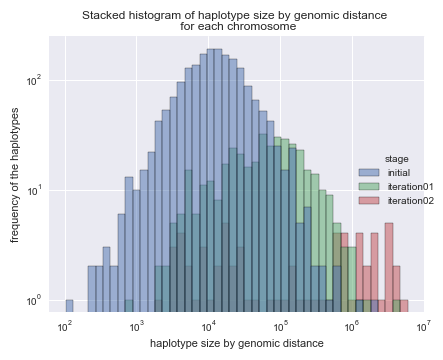 Stacked histogram of haplotype size by genomic distance
for each chromosome
frequency of the haplotypes
10²
10¹
10⁰
stage
initial
iteration01
iteration02
10² 10³ 10⁴ 10⁵ 10⁶ 10⁷
haplotype size by genomic distance